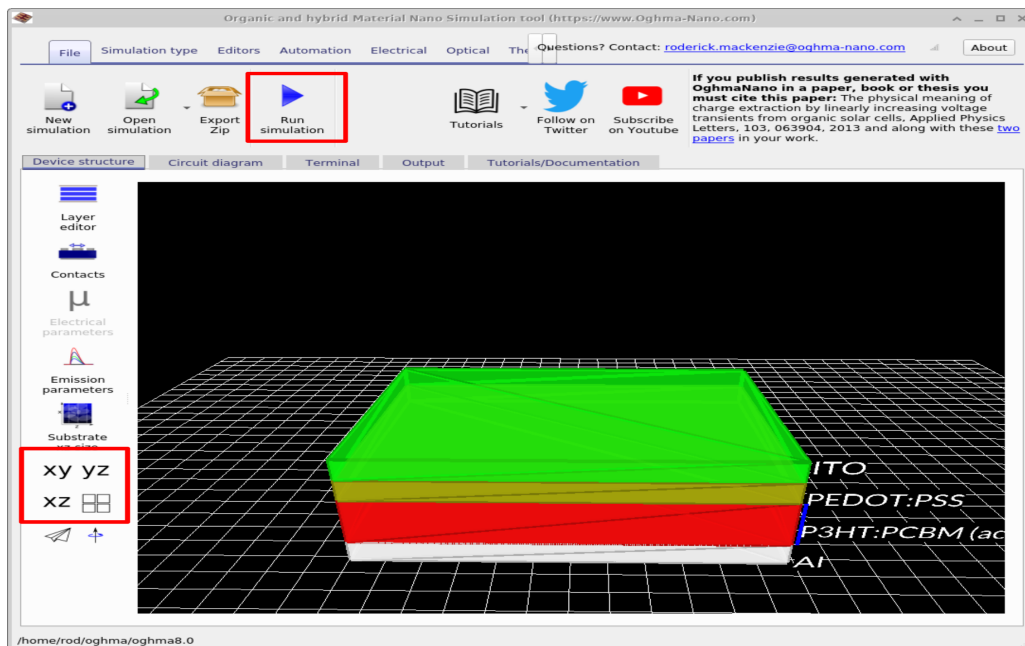 Organic and hybrid Material Nano Simulation tool (https://www.Oghma-Nano.com)
File Simulation type Editors Automation Electrical Optical The Questions? Contact: roderick.mackenzie@oghma-nano.com About
New simulation
Open simulation
Export Zip
Run simulation
Tutorials
Follow on Twitter
Subscribe on Youtube
If you publish results generated with
OghmaNano in a paper, book or thesis you
must cite this paper: The physical meaning of
charge extraction by linearly increasing voltage
transients from organic solar cells, Applied Physics
Letters, 103, 063904, 2013 and along with these two
papers in your work.
Device structure Circuit diagram Terminal Output Tutorials/Documentation
Layer
editor
Contacts
μ
Electrical
parameters
Emission
parameters
Substrate
xy yz
xz
ITO
PEDOT:PSS
P3HT:PCBM (ac
Al
/home/rod/oghma/oghma8.0